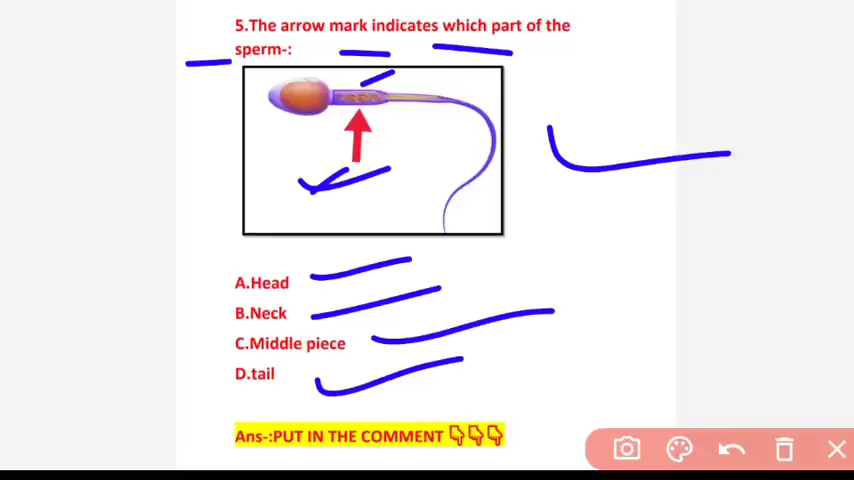 5.The arrow mark indicates which part of the
sperm-:
A.Head
B.Neck
C.Middle piece
D.tail
Ans-:PUT IN THE COMMENT 👇👇👇